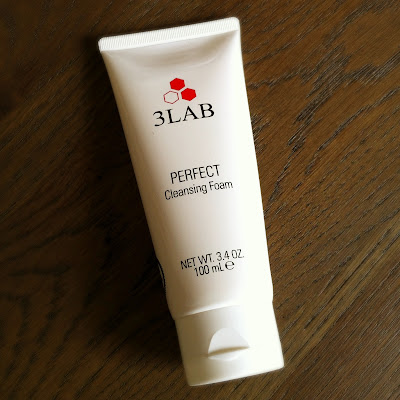 3LAB
PERFECT
Cleansing Foam
NET WT. 3.4 OZ.
100 mL ℮